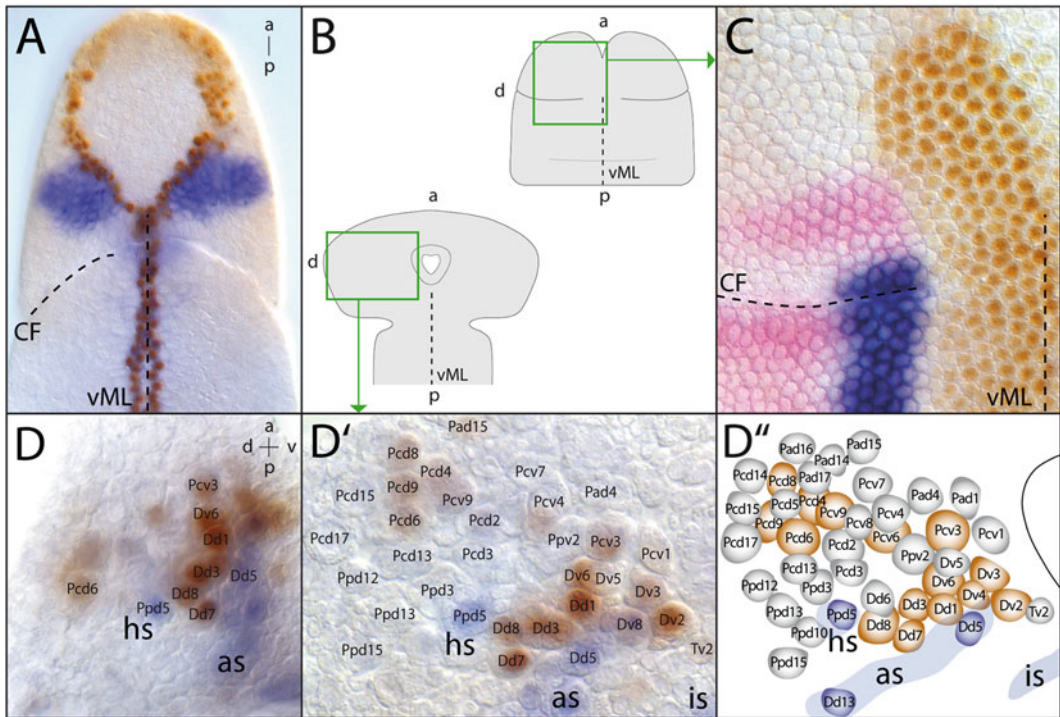 A
a
p
CF
vML
B
a
d
vML
p
a
d
vML
p
C
CF
vML
D
a
d v
p
Pcv3
Dv6
Dd1
Dd3
Dd5
Pcd6
Dd8
Ppd5
Dd7
hs
as
D'
Pad15
Pcd8
Pcd4
Pcv7
Pcd9
Pcd15
Pcv9
Pcv4
Pad4
Pcd6
Pcd2
Pcd17
Ppv2
Pcv3
Pcd13
Pcd3
Pcv1
Ppd12
Dv6
Dv5
Ppd3
Dv3
Dd1
Ppd13
Ppd5
Dd8
Dd3
Dv8
Dv2
hs
Ppd15
Dd7
Dd5
Tv2
as
is
D"
Pad16
Pad15
Pad14
Pcd14
Pcd8
Pad17
Pcv7
Pcd5
Pcd4
Pad4
Pad1
Pcd15
Pcd9
Pcv9
Pcv4
Pcv8
Pcd17
Pcd6
Pcd2
Pcv6
Pcv3
Pcv1
Ppv2
Pcd13
Pcd3
Dv5
Dv3
Ppd12
Ppd3
Dv6
Dd6
Dv4
Ppd13
Ppd5
Dd3
Dd1
Dv2
Tv2
Ppd10
hs
Dd8
Dd7
Dd5
Ppd15
as
is
Dd13